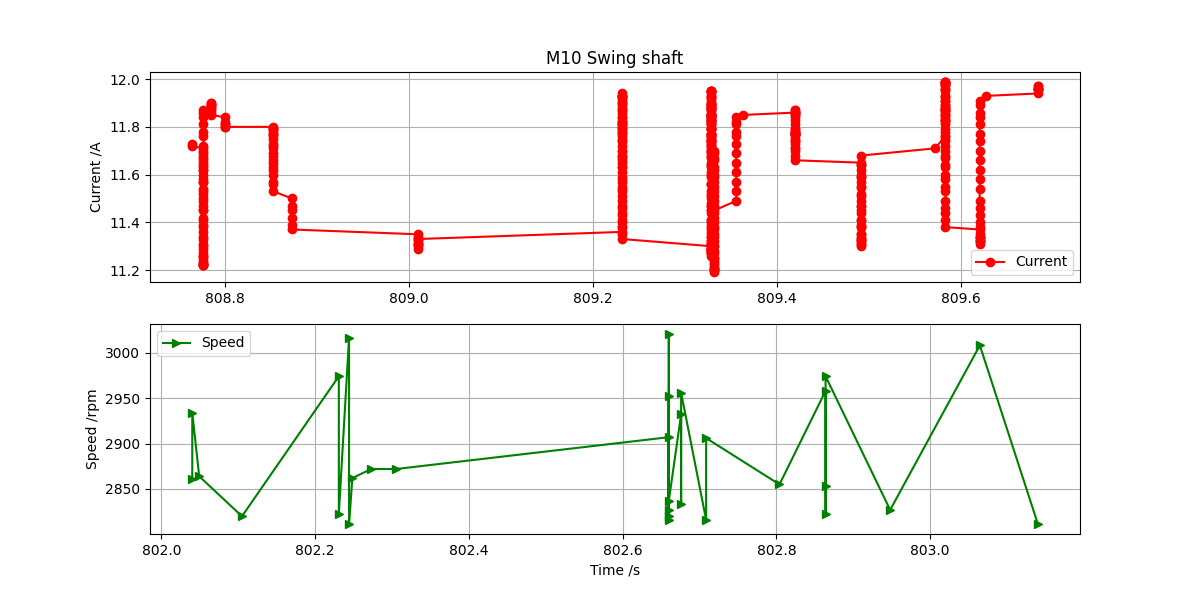 M10 Swing shaft
Current /A
12.0
11.8
11.6
11.4
11.2
Current
808.8 809.0 809.2 809.4 809.6
Speed /rpm
3000
2950
2900
2850
Speed
802.0 802.2 802.4 802.6 802.8 803.0
Time /s